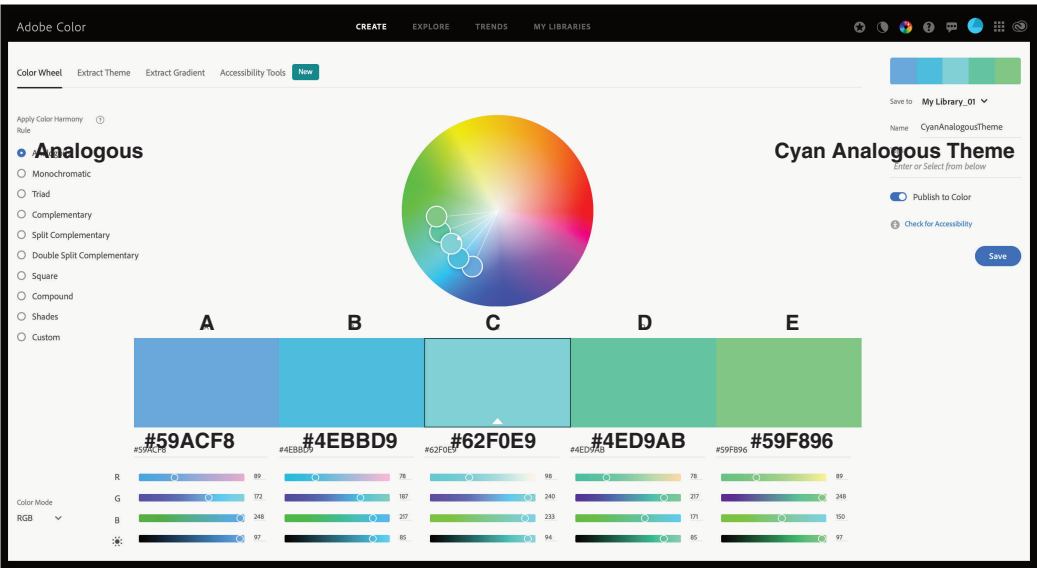 Adobe Color CREATE EXPLORE TRENDS MY LIBRARIES
Color Wheel Extract Theme Extract Gradient Accessibility Tools New
Save to My Library_01
Apply Color Harmony ?
Rule
Name CyanAnalogousTheme
Analogous
Cyan Analogous Theme
Enter or Select from below
Monochromatic
Triad
Publish to Color
Complementary
Check for Accessibility
Split Complementary
Double Split Complementary
Save
Square
Compound
Shades
Custom
A B C D E
#59ACF8 #4EBBD9 #62F0E9 #4ED9AB #59F896
#59ACF8 #4EBBD9 #62F0E9 #4ED9AB #59F896
R 89 78 98 78 89
G 172 187 240 217 248
Color Mode
RGB
B 248 217 233 171 150
97 85 94 85 97